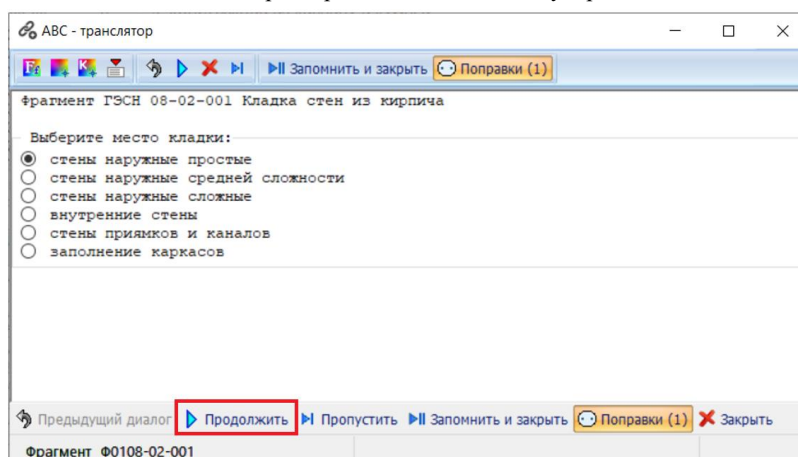 ABC - транслятор
Запомнить и закрыть Поправки (1)
Фрагмент ГЭСН 08-02-001 Кладка стен из кирпича
Выберите место кладки:
стены наружные простые
стены наружные средней сложности
стены наружные сложные
внутренние стены
стены приямков и каналов
заполнение каркасов
Предыдущий диалог Продолжить Пропустить Запомнить и закрыть Поправки (1) Закрыть
Фрагмент Ф0108-02-001